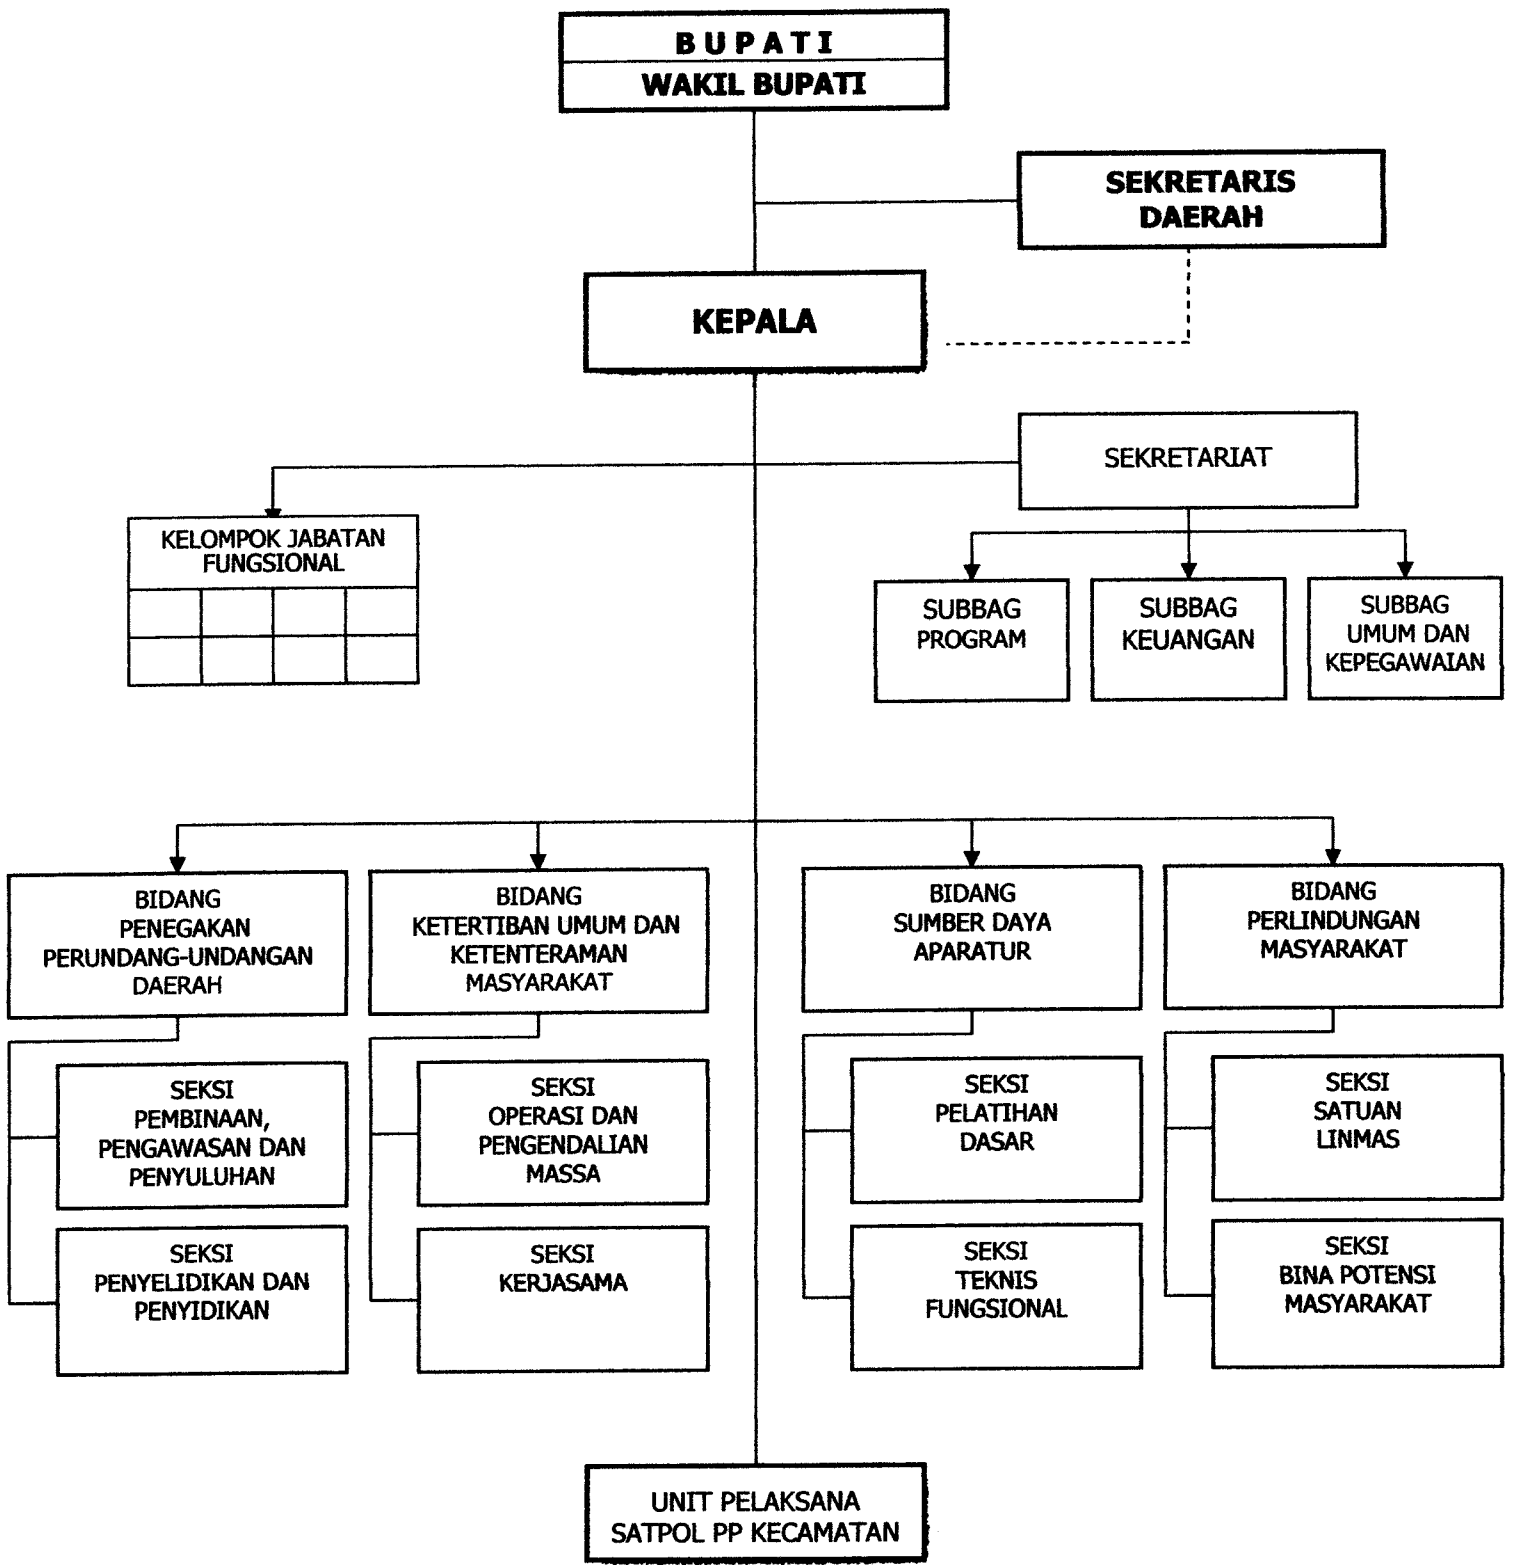 B U P A T I
WAKIL BUPATI
SEKRETARIS
DAERAH
KEPALA
SEKRETARIAT
KELOMPOK JABATAN
FUNGSIONAL
SUBBAG
PROGRAM
SUBBAG
KEUANGAN
SUBBAG
UMUM DAN
KEPEGAWAIAN
BIDANG
PENEGAKAN
PERUNDANG-UNDANGAN
DAERAH
BIDANG
KETERTIBAN UMUM DAN
KETENTERAMAN
MASYARAKAT
BIDANG
SUMBER DAYA
APARATUR
BIDANG
PERLINDUNGAN
MASYARAKAT
SEKSI
PEMBINAAN,
PENGAWASAN DAN
PENYULUHAN
SEKSI
OPERASI DAN
PENGENDALIAN
MASSA
SEKSI
PELATIHAN
DASAR
SEKSI
SATUAN
LINMAS
SEKSI
PENYELIDIKAN DAN
PENYIDIKAN
SEKSI
KERJASAMA
SEKSI
TEKNIS
FUNGSIONAL
SEKSI
BINA POTENSI
MASYARAKAT
UNIT PELAKSANA
SATPOL PP KECAMATAN